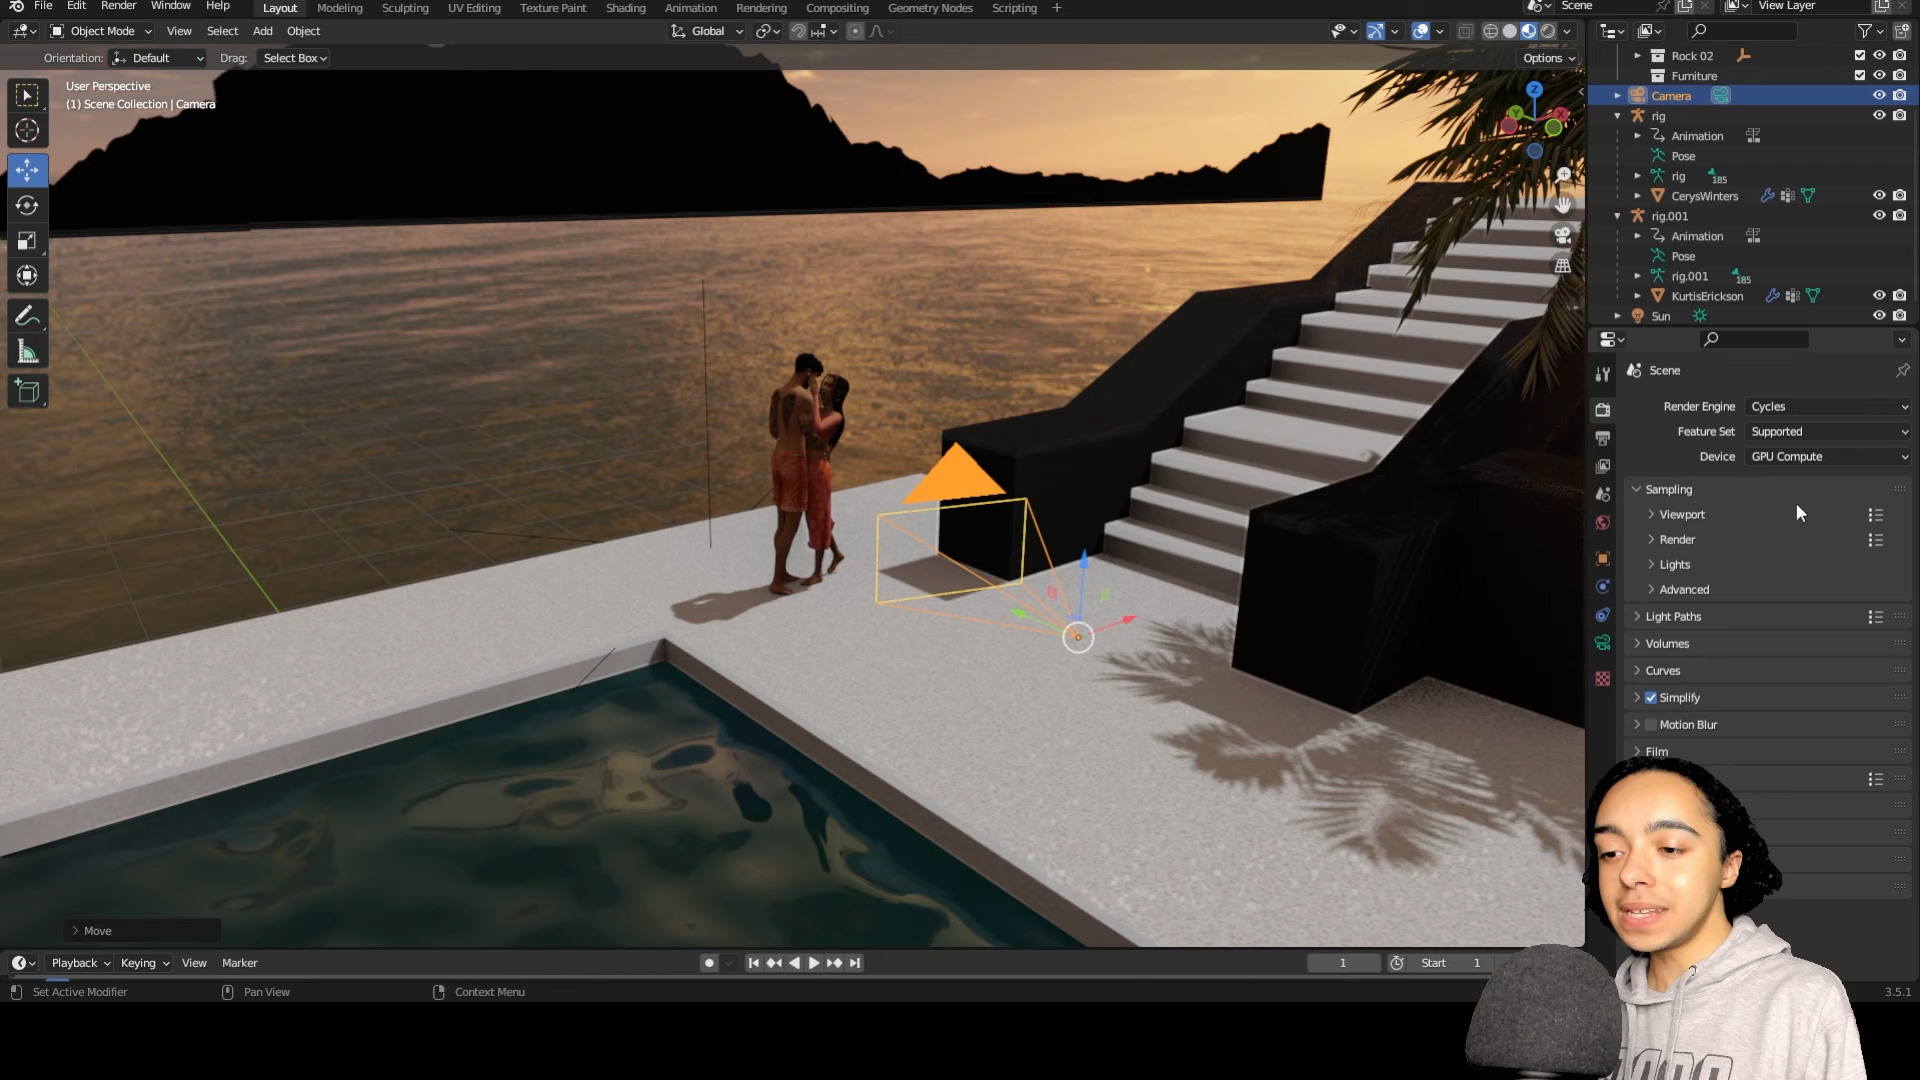 File Edit Render Window Help Layout Modeling Sculpting UV Editing Texture Paint Shading Animation Rendering Compositing Geometry Nodes Scripting + Scene View Layer
Object Mode View Select Add Object Global
Orientation: Default Drag: Select Box Options
User Perspective
(1) Scene Collection | Camera
Z
Y
X
Move
Rock 02
Furniture
Camera
rig
Animation
Pose
rig 185
CerysWinters
rig.001
Animation
Pose
rig.001 185
KurtisErickson
Sun
Scene
Render Engine Cycles
Feature Set Supported
Device GPU Compute
Sampling
Viewport
Render
Lights
Advanced
Light Paths
Volumes
Curves
Simplify
Motion Blur
Film
Playback Keying View Marker 1 Start 1
Set Active Modifier Pan View Context Menu 3.5.1